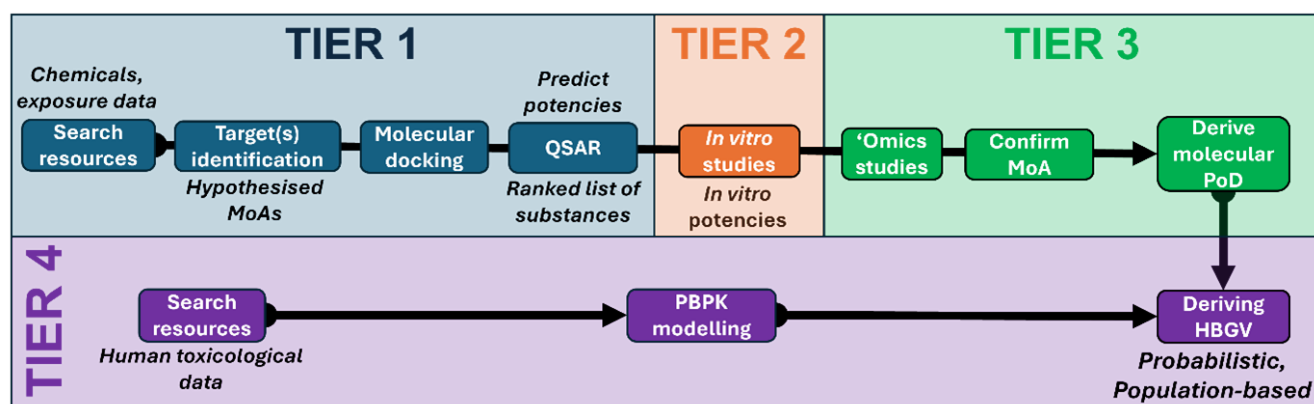 TIER 1
Chemicals,
exposure data
Search
resources
Target(s)
identification
Hypothesised
MoAs
Molecular
docking
Predict
potencies
QSAR
Ranked list of
substances
TIER 2
In vitro
studies
In vitro
potencies
TIER 3
‘Omics
studies
Confirm
MoA
Derive
molecular
PoD
TIER 4
Search
resources
Human toxicological
data
PBPK
modelling
Deriving
HBGV
Probabilistic,
Population-based